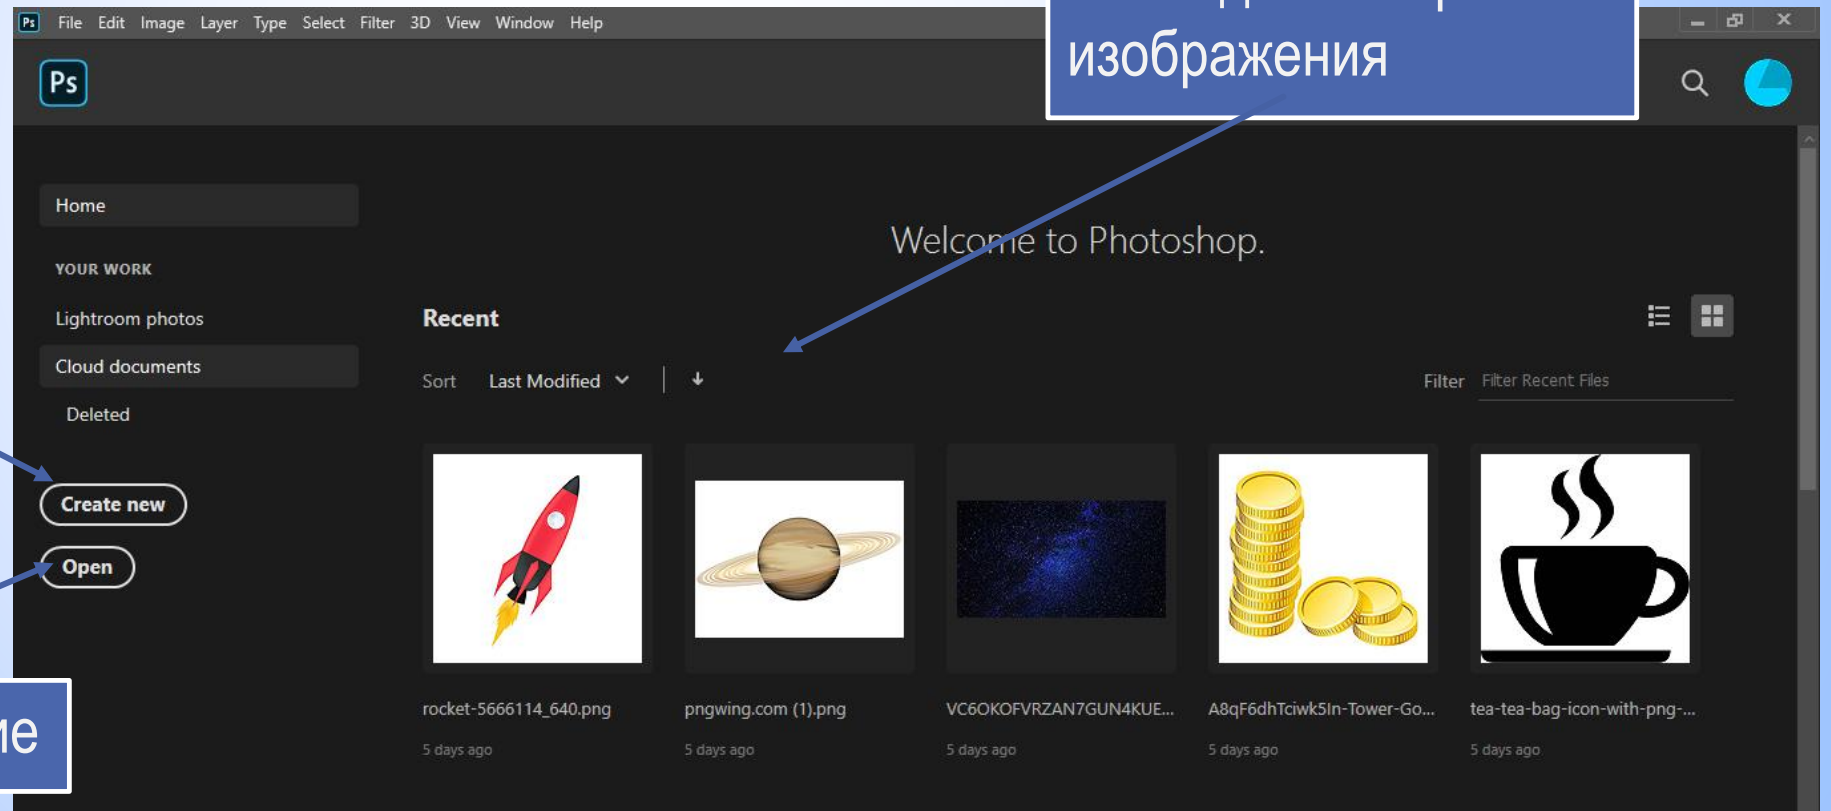 Ps File Edit Image Layer Type Select Filter 3D View Window Help
изображения
Ps
Home
Welcome to Photoshop.
YOUR WORK
Lightroom photos
Recent
Cloud documents
Sort Last Modified
Filter Filter Recent Files
Deleted
Create new
Open
rocket-5666114_640.png
pngwing.com (1).png
VC6OKOFVRZAN7GUN4KUE...
A8qF6dhTciwk5In-Tower-Go...
tea-tea-bag-icon-with-png-...
5 days ago
5 days ago
5 days ago
5 days ago
5 days ago